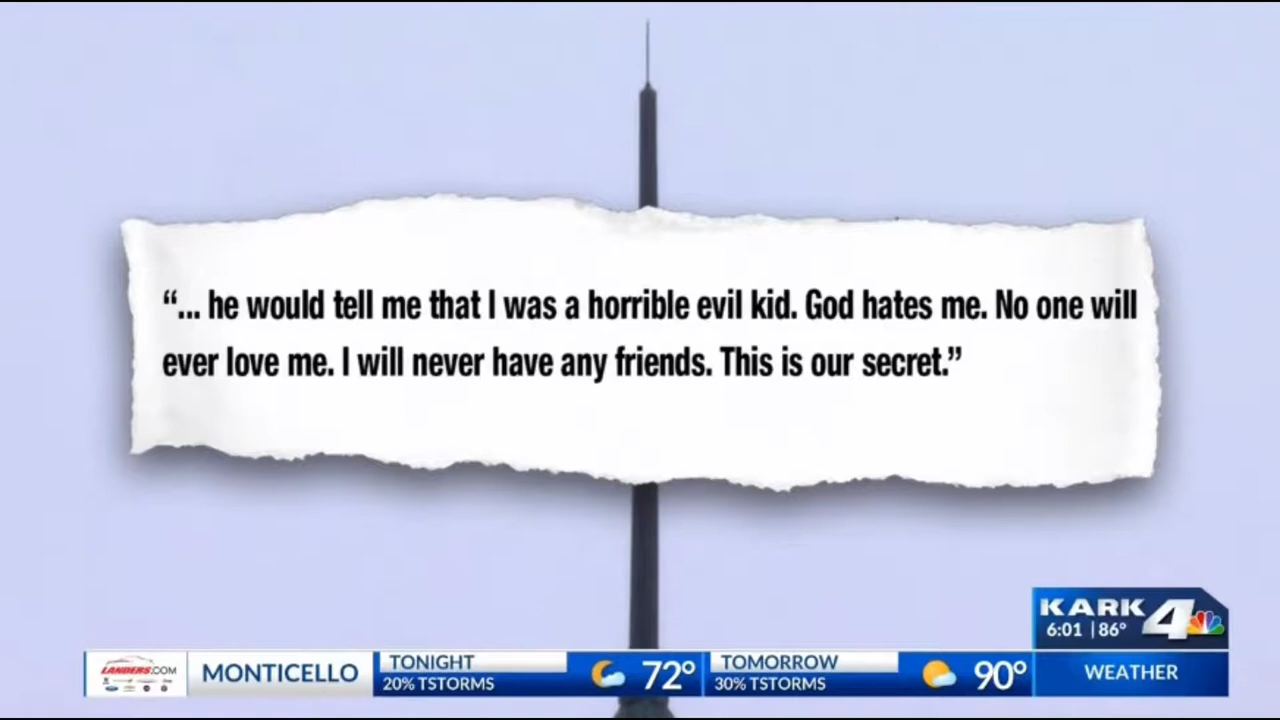 “... he would tell me that I was a horrible evil kid. God hates me. No one will
ever love me. I will never have any friends. This is our secret.”
KARK 4
6:01 | 86°
LANDERS.COM
MONTICELLO
TONIGHT
20% TSTORMS
72°
TOMORROW
30% TSTORMS
90°
WEATHER